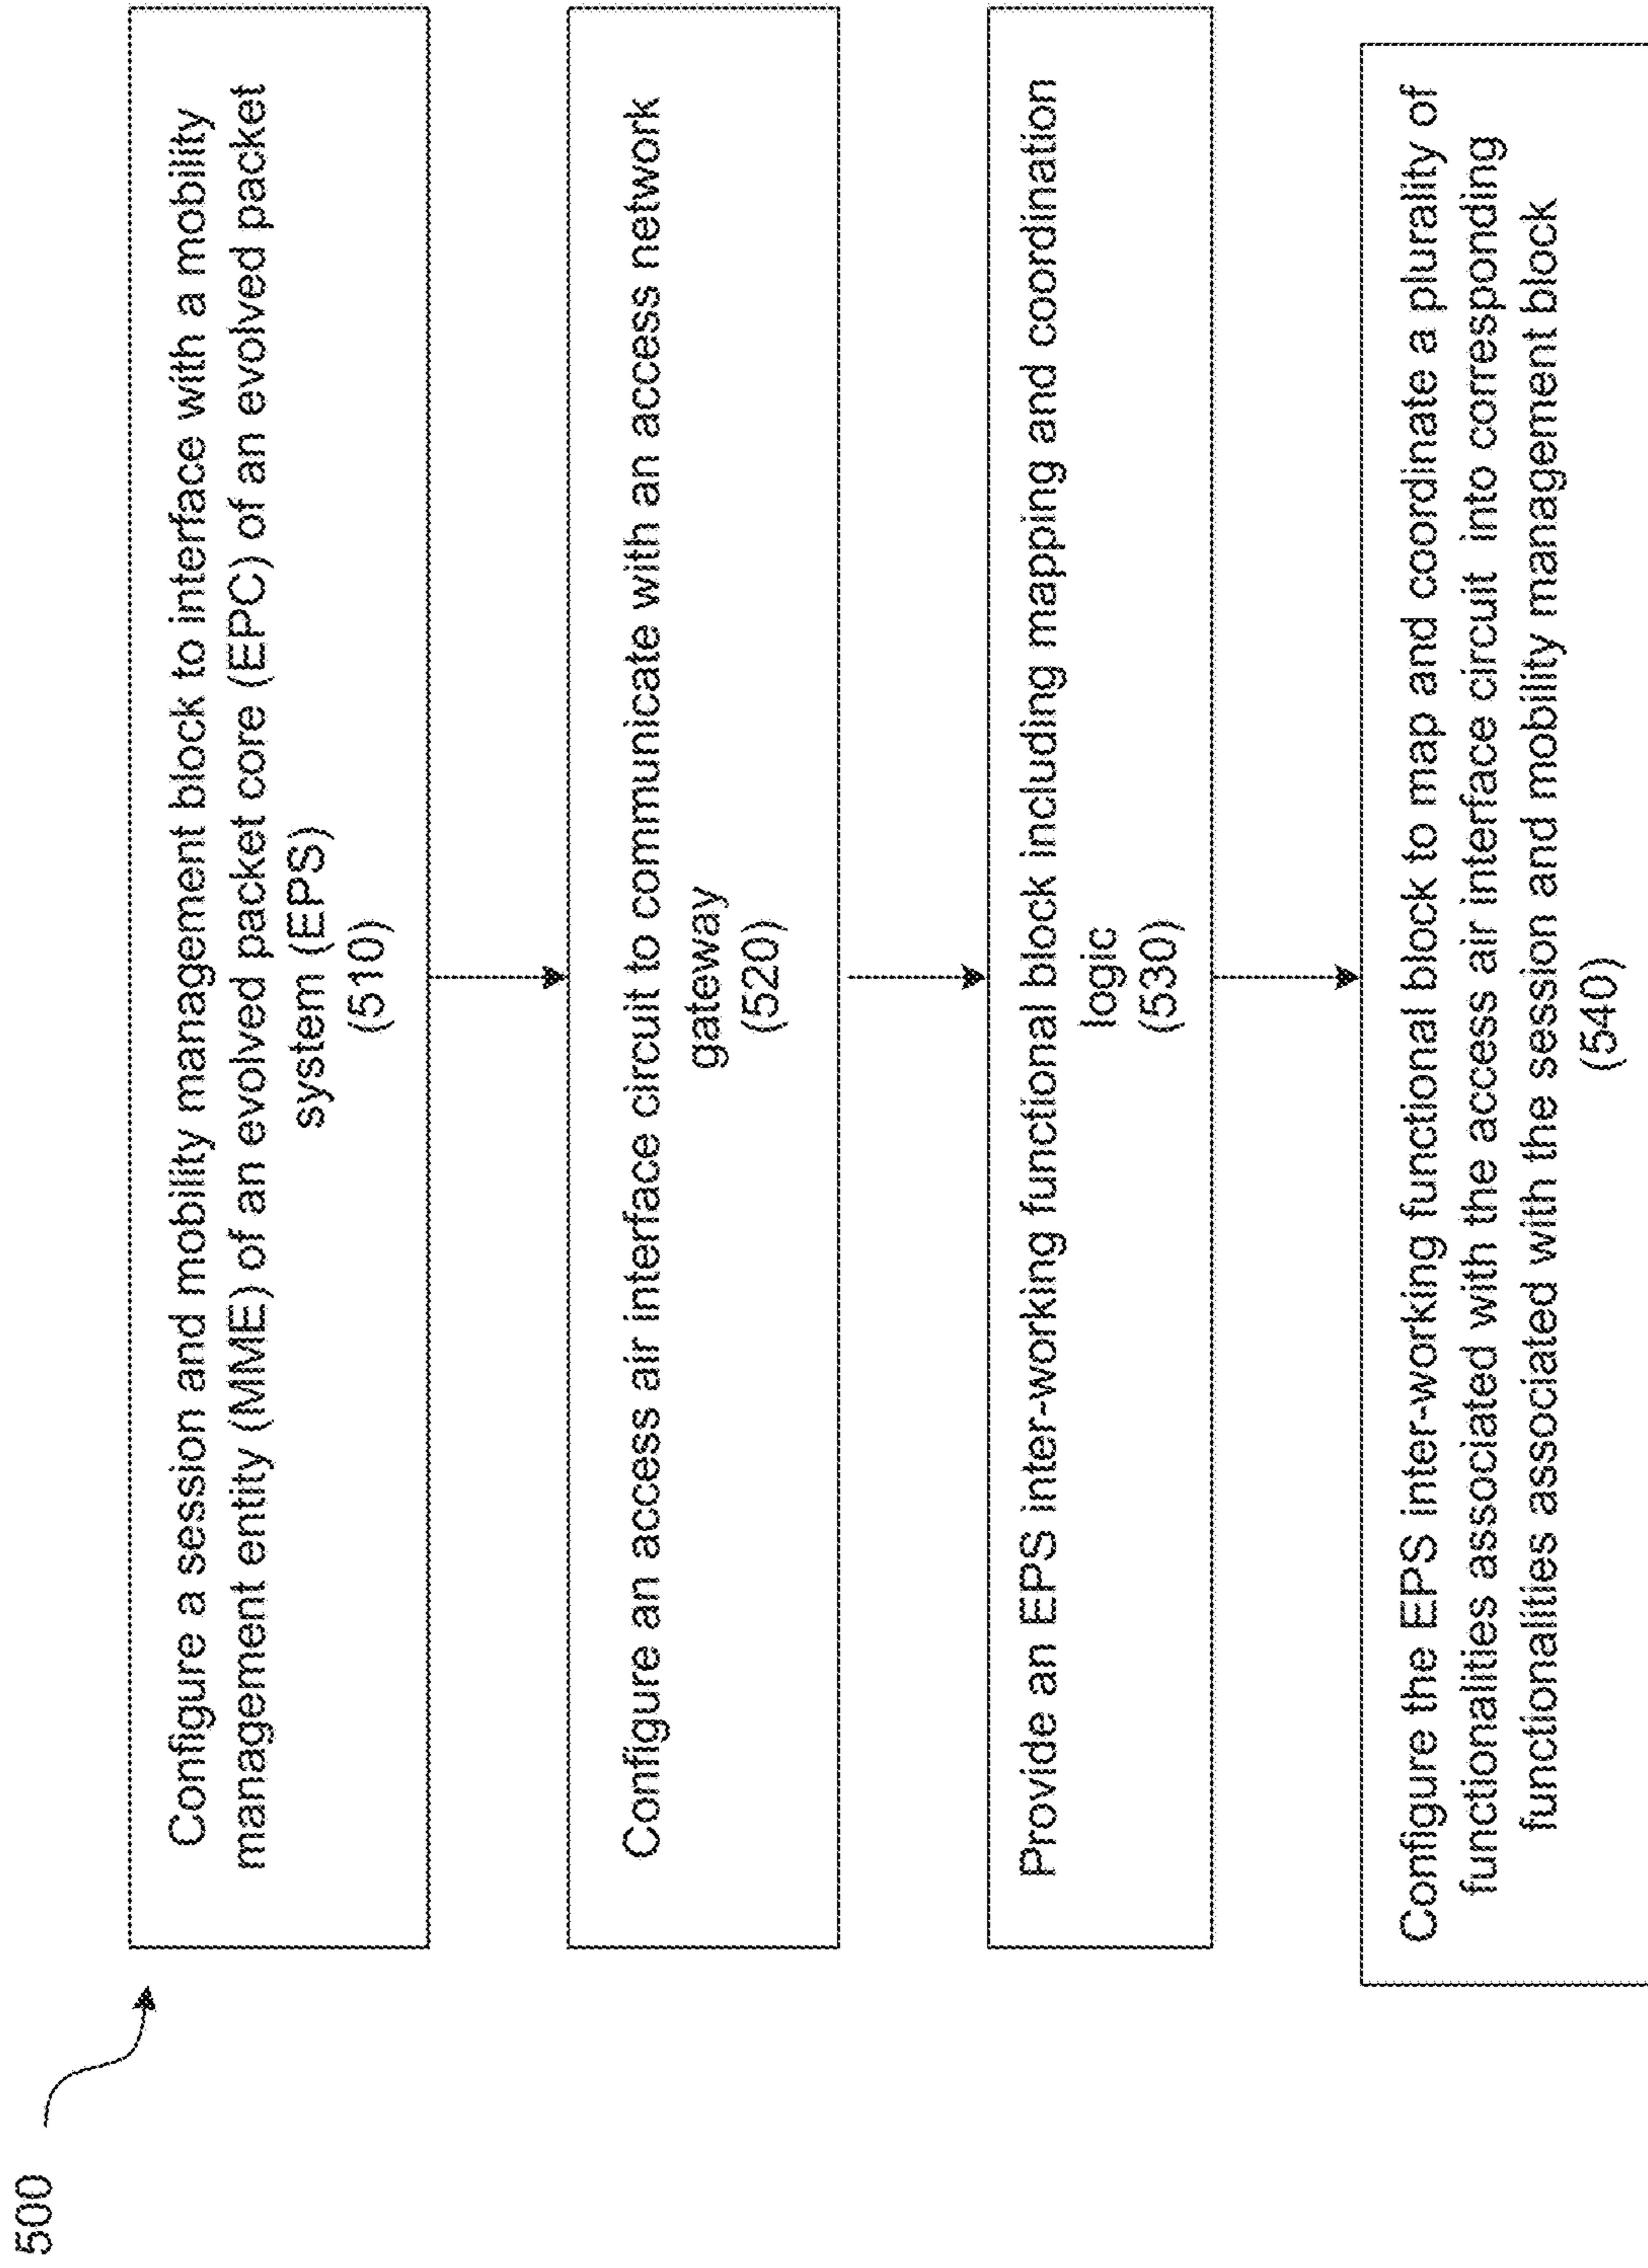 500
Configure a session and mobility management block to interface with a mobility
management entity (MME) of an evolved packet core (EPC) of an evolved packet
system (EPS)
(510)
Configure an access air interface circuit to communicate with an access network
gateway
(520)
Provide an EPS inter-working functional block including mapping and coordination
logic
(530)
Configure the EPS inter-working functional block to map and coordinate a plurality of
functionalities associated with the access air interface circuit into corresponding
functionalities associated with the session and mobility management block
(540)